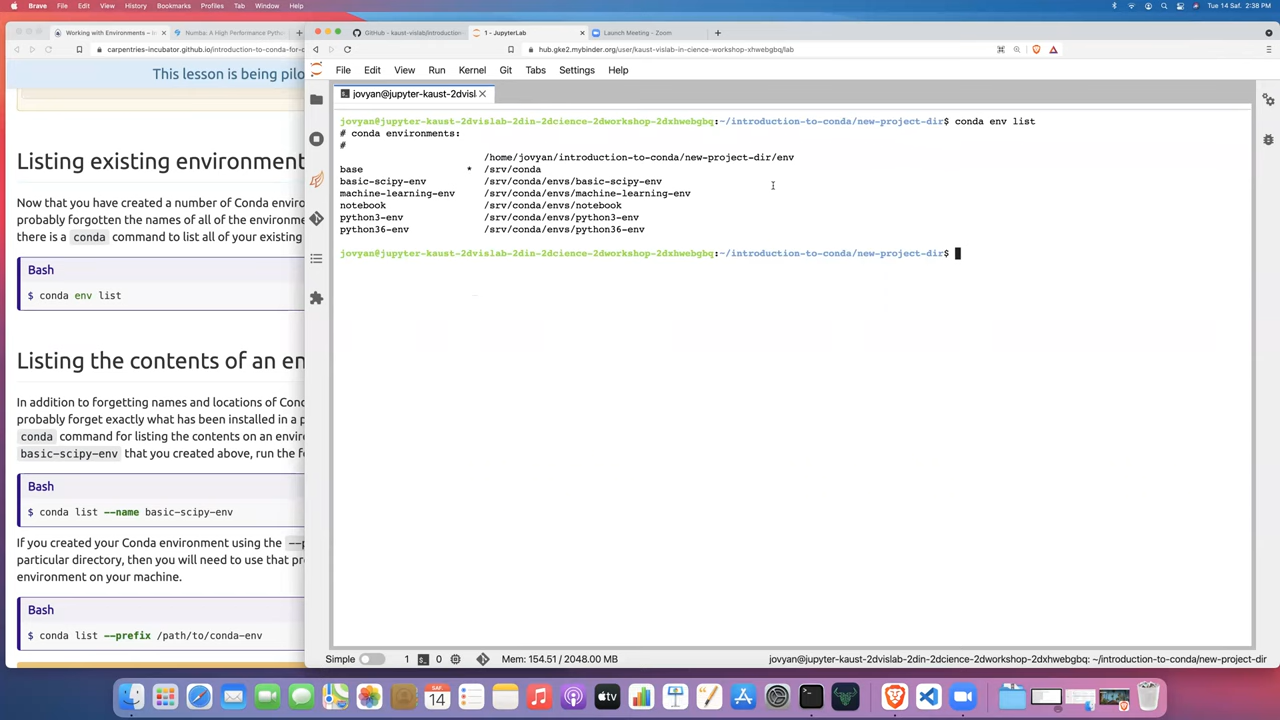 Brave File Edit View History Bookmarks Profiles Tab Window Help
Tue 14 Saf. 2:38 PM
Working with Environments –
Numba: A High Performance Pyth
carpentries-incubator.github.io/introduction-to-conda-for-d
This lesson is being pilo
Listing existing environment
Now that you have created a number of Conda enviro
probably forgotten the names of all of the environme
there is a conda command to list all of your existing
Bash
$ conda env list
Listing the contents of an en
In addition to forgetting names and locations of Conc
probably forget exactly what has been installed in a p
conda command for listing the contents on an enviro
basic-scipy-env that you created above, run the fo
Bash
$ conda list --name basic-scipy-env
If you created your Conda environment using the --p
particular directory, then you will need to use that pre
environment on your machine.
Bash
$ conda list --prefix /path/to/conda-env
GitHub - kaust-vislab/introduction-
1 - JupyterLab
Launch Meeting - Zoom
hub.gke2.mybinder.org/user/kaust-vislab-in-cience-workshop-xhwebgbq/lab
File Edit View Run Kernel Git Tabs Settings Help
jovyan@jupyter-kaust-2dvisl
jovyan@jupyter-kaust-2dvislab-2din-2dcience-2dworkshop-2dxhwebgbq:~/introduction-to-conda/new-project-dir$ conda env list
# conda environments:
#
/home/jovyan/introduction-to-conda/new-project-dir/env
base * /srv/conda
basic-scipy-env /srv/conda/envs/basic-scipy-env
machine-learning-env /srv/conda/envs/machine-learning-env
notebook /srv/conda/envs/notebook
python3-env /srv/conda/envs/python3-env
python36-env /srv/conda/envs/python36-env
jovyan@jupyter-kaust-2dvislab-2din-2dcience-2dworkshop-2dxhwebgbq:~/introduction-to-conda/new-project-dir$
Simple 1 0 Mem: 154.51 / 2048.00 MB
jovyan@jupyter-kaust-2dvislab-2din-2dcience-2dworkshop-2dxhwebgbq: ~/introduction-to-conda/new-project-dir
SAF.
14
tv